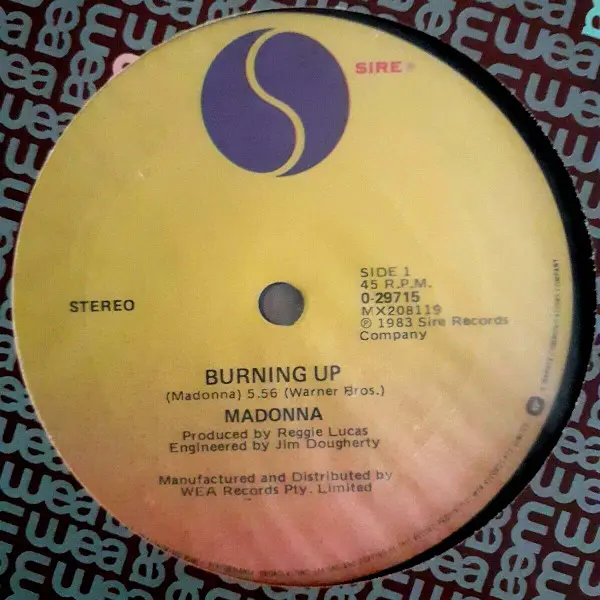 SIRE
SIDE 1
45 R.P.M.
0-29715
MX208119
℗ 1983 Sire Records
Company
STEREO
BURNING UP
(Madonna) 5.56 (Warner Bros.)
MADONNA
Produced by Reggie Lucas
Engineered by Jim Dougherty
Manufactured and Distributed by
WEA Records Pty. Limited
wea